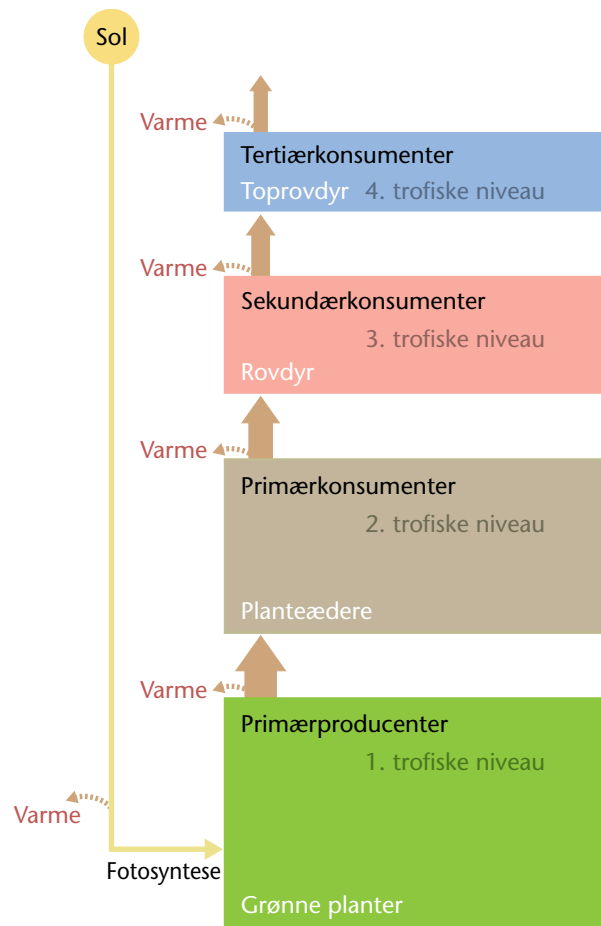 Sol
Varme
Tertiærkonsumenter
Toprovdyr 4. trofiske niveau
Varme
Sekundærkonsumenter
3. trofiske niveau
Rovdyr
Varme
Primærkonsumenter
2. trofiske niveau
Planteædere
Varme
Primærproducenter
1. trofiske niveau
Varme
Fotosyntese
Grønne planter